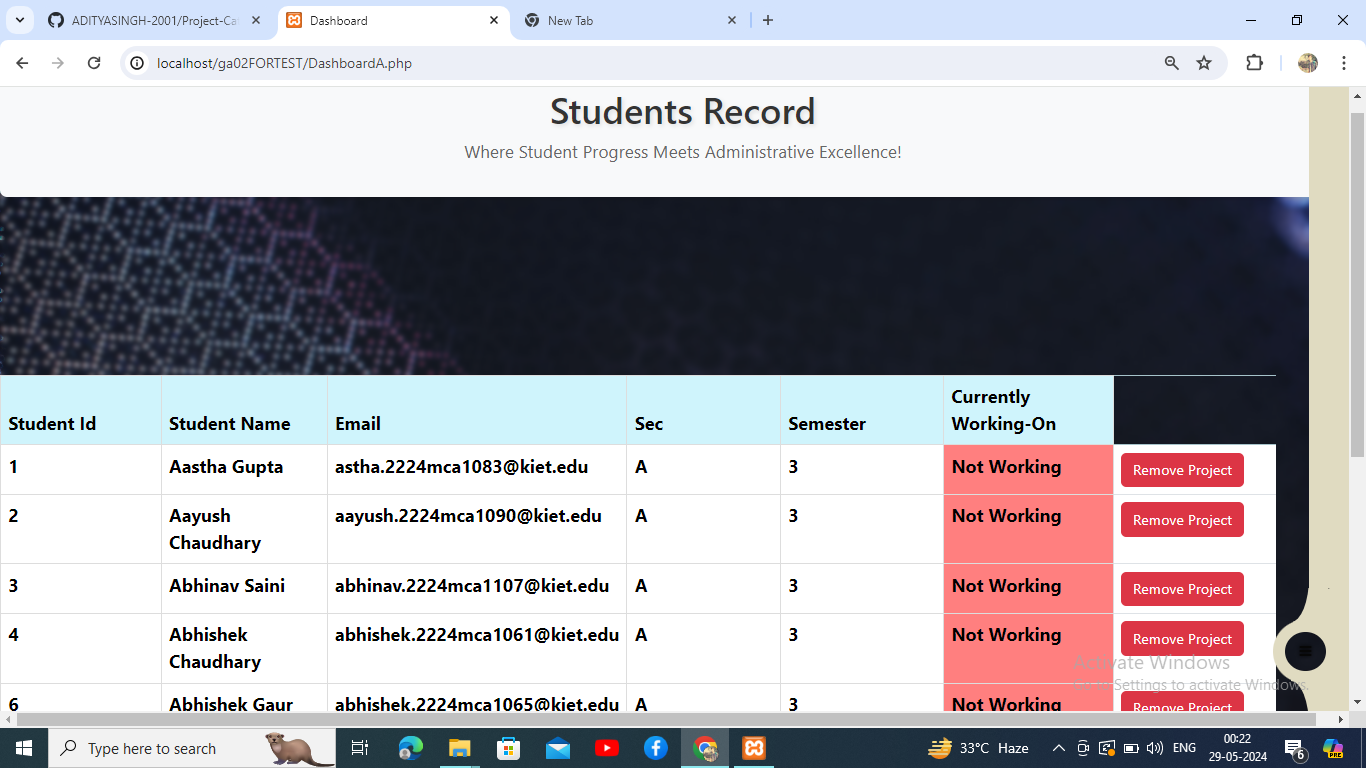 ADITYASINGH-2001/Project-Ca
Dashboard
New Tab
localhost/ga02FORTEST/DashboardA.php
Students Record
Where Student Progress Meets Administrative Excellence!
Student Id Student Name Email Sec Semester Currently Working-On
1 Aastha Gupta astha.2224mca1083@kiet.edu A 3 Not Working Remove Project
2 Aayush Chaudhary aayush.2224mca1090@kiet.edu A 3 Not Working Remove Project
3 Abhinav Saini abhinav.2224mca1107@kiet.edu A 3 Not Working Remove Project
4 Abhishek Chaudhary abhishek.2224mca1061@kiet.edu A 3 Not Working Remove Project
6 Abhishek Gaur abhishek.2224mca1065@kiet.edu A 3 Not Working Remove Project
Activate Windows
Settings to activate Windows.
Type here to search
33°C Haze
ENG
00:22
29-05-2024
6
PRE